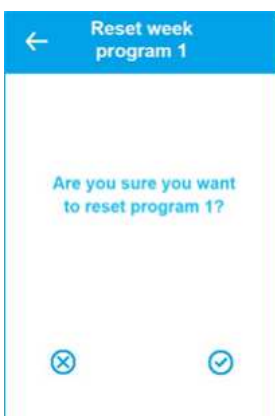 Reset week
program 1
Are you sure you want
to reset program 1?